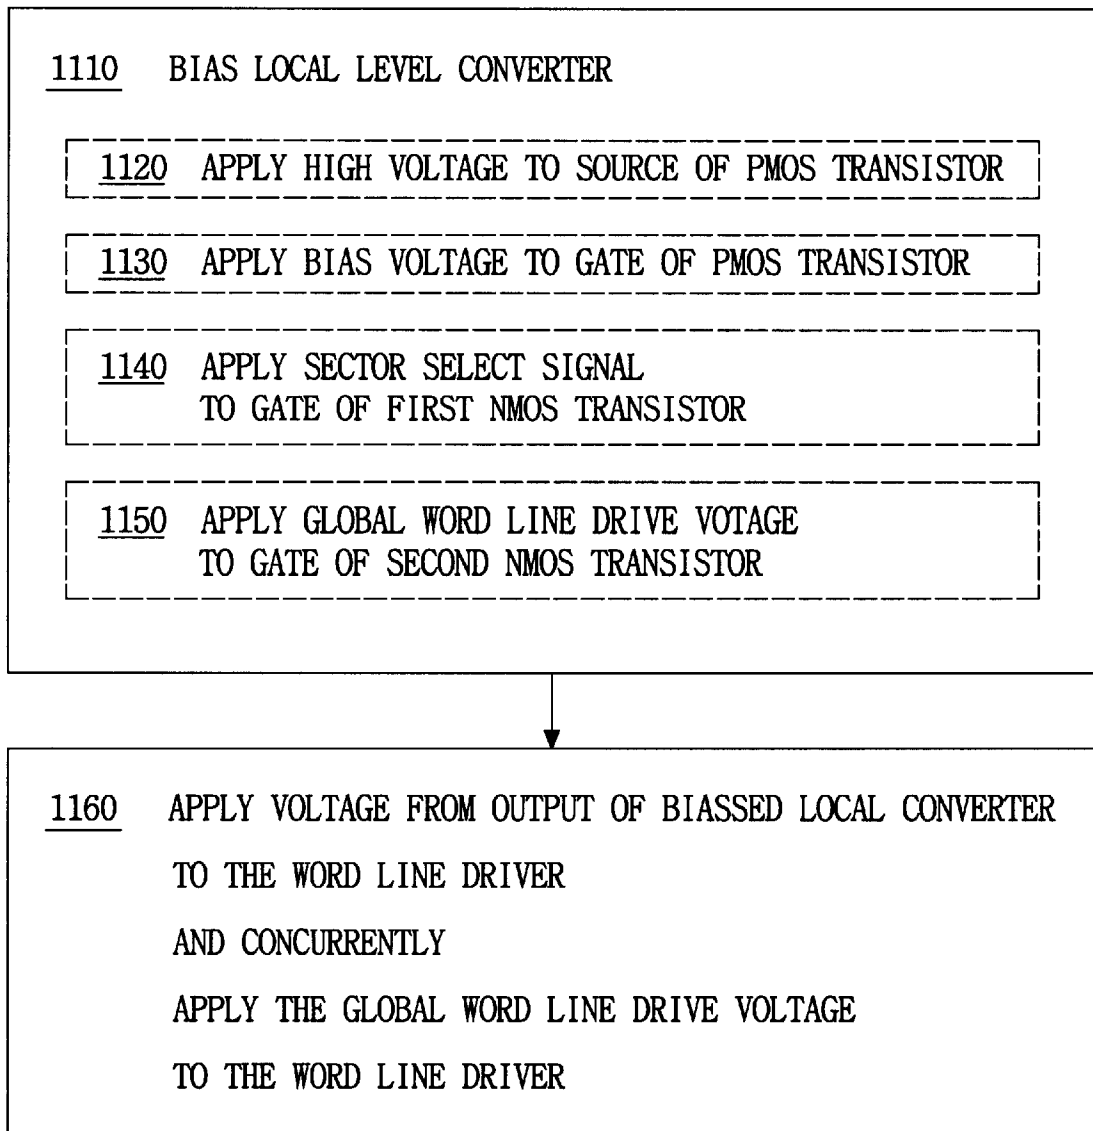 1110 BIAS LOCAL LEVEL CONVERTER
1120 APPLY HIGH VOLTAGE TO SOURCE OF PMOS TRANSISTOR
1130 APPLY BIAS VOLTAGE TO GATE OF PMOS TRANSISTOR
1140 APPLY SECTOR SELECT SIGNAL
TO GATE OF FIRST NMOS TRANSISTOR
1150 APPLY GLOBAL WORD LINE DRIVE VOTAGE
TO GATE OF SECOND NMOS TRANSISTOR
1160 APPLY VOLTAGE FROM OUTPUT OF BIASSED LOCAL CONVERTER
TO THE WORD LINE DRIVER
AND CONCURRENTLY
APPLY THE GLOBAL WORD LINE DRIVE VOLTAGE
TO THE WORD LINE DRIVER